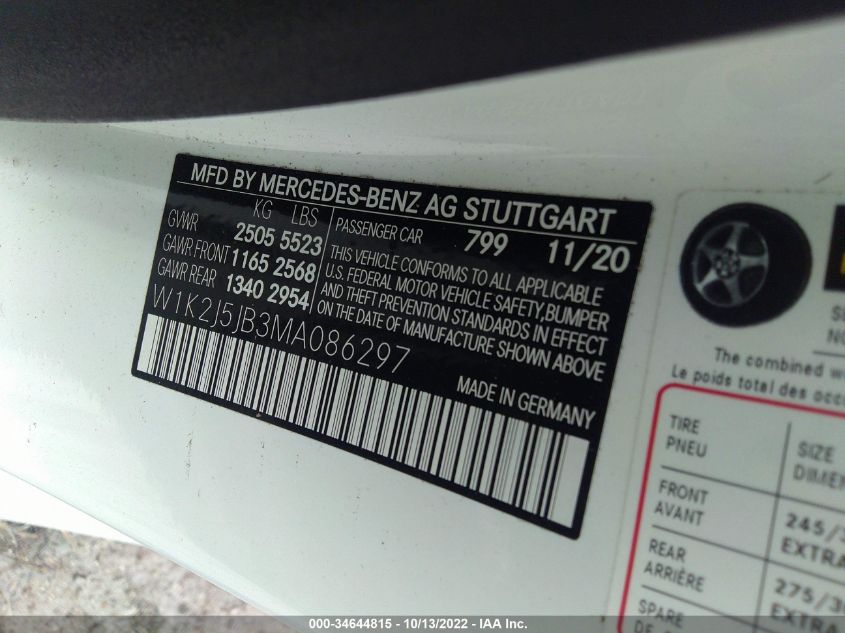 MFD BY MERCEDES-BENZ AG STUTTGART
KG LBS
GVWR 2505 5523
GAWR FRONT 1165 2568
GAWR REAR 1340 2954
PASSENGER CAR 799 11/20
THIS VEHICLE CONFORMS TO ALL APPLICABLE
U.S. FEDERAL MOTOR VEHICLE SAFETY, BUMPER
AND THEFT PREVENTION STANDARDS IN EFFECT
ON THE DATE OF MANUFACTURE SHOWN ABOVE
W1K2J5JB3MA086297
MADE IN GERMANY
The combined
Le poids total des
TIRE
PNEU
SIZE
FRONT
AVANT
EXTRA
REAR
ARRIÈRE
EXTRA
SPARE
DE
000-34644815 - 10/13/2022 - IAA Inc.